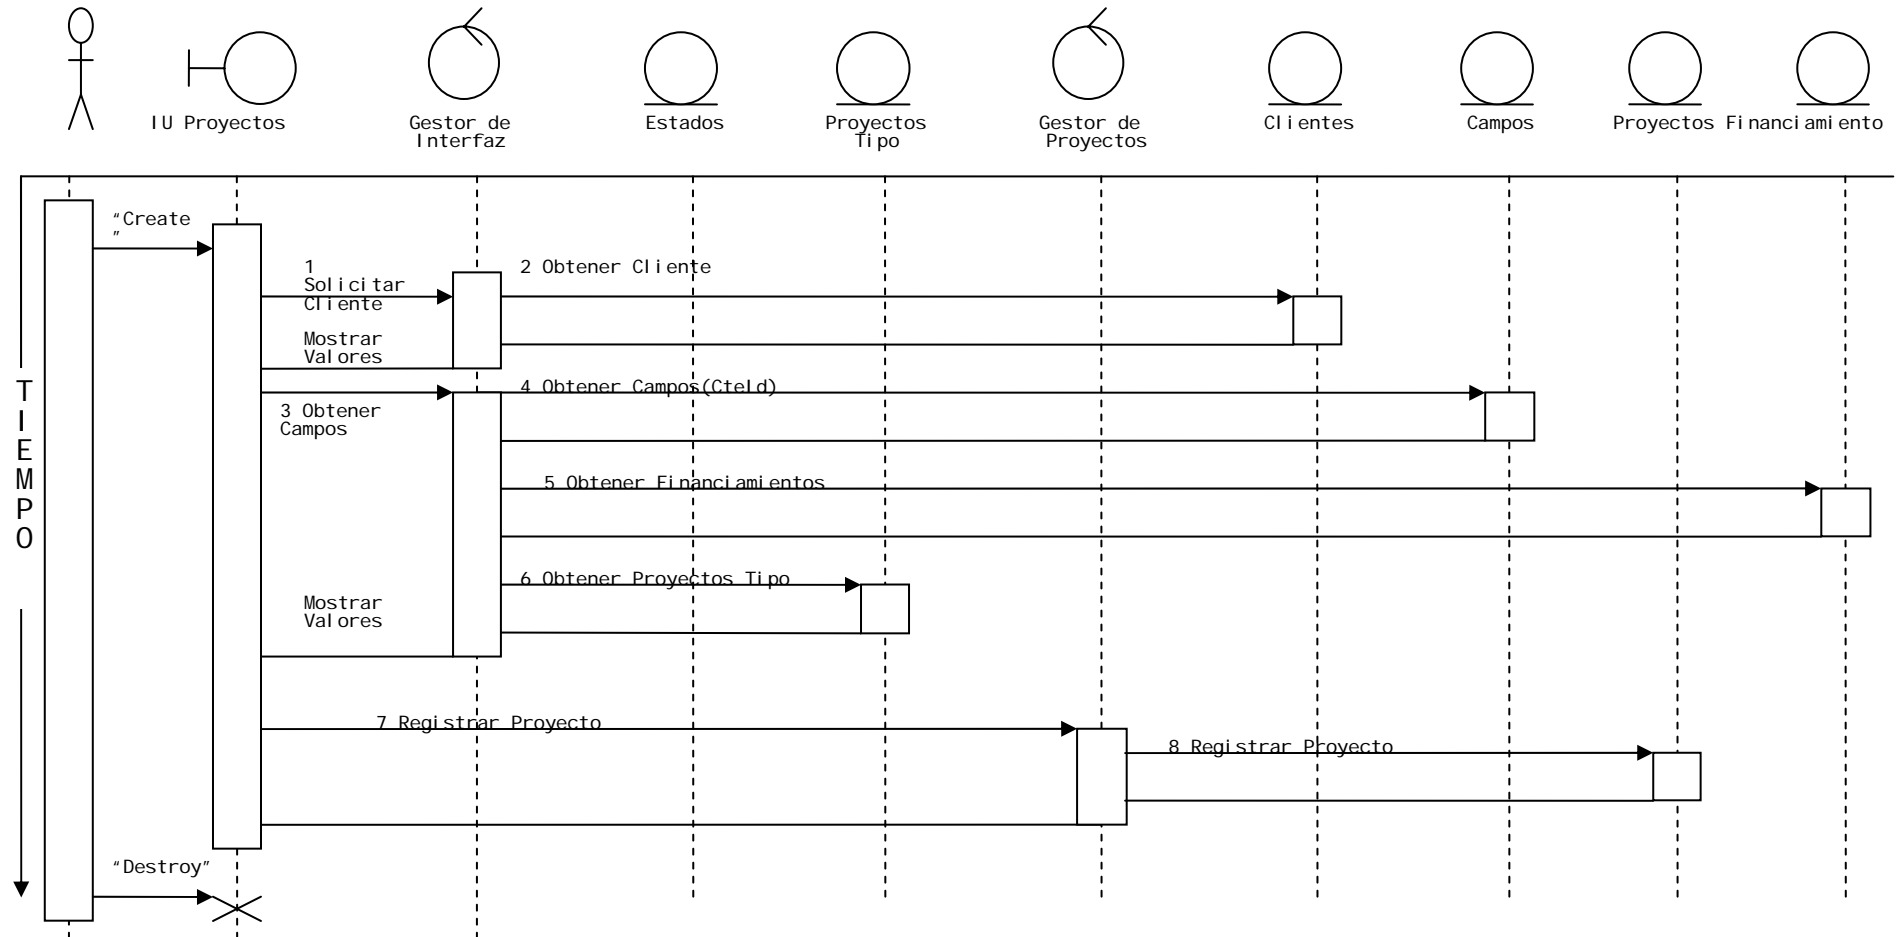 IU Proyectos
Gestor de
Interfaz
Estados
Proyectos
Tipo
Gestor de
Proyectos
Clientes
Campos
Proyectos
Financiamiento
“Create
”
1
Solicitar
Cliente
2 Obtener Cliente
Mostrar
Valores
3 Obtener
Campos
4 Obtener Campos(CteId)
5 Obtener Financiamientos
6 Obtener Proyectos Tipo
Mostrar
Valores
7 Registrar Proyecto
8 Registrar Proyecto
“Destroy”
T
I
E
M
P
O